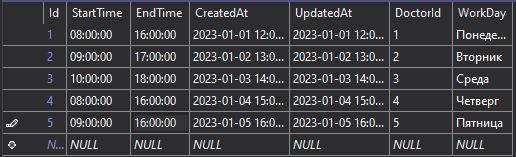 Id StartTime EndTime CreatedAt UpdatedAt DoctorId WorkDay
1 08:00:00 16:00:00 2023-01-01 12:0... 2023-01-01 12:0... 1 Понеде...
2 09:00:00 17:00:00 2023-01-02 13:0... 2023-01-02 13:0... 2 Вторник
3 10:00:00 18:00:00 2023-01-03 14:0... 2023-01-03 14:0... 3 Среда
4 08:00:00 16:00:00 2023-01-04 15:0... 2023-01-04 15:0... 4 Четверг
5 09:00:00 16:00:00 2023-01-05 16:0... 2023-01-05 16:0... 5 Пятница
N... NULL NULL NULL NULL NULL NULL